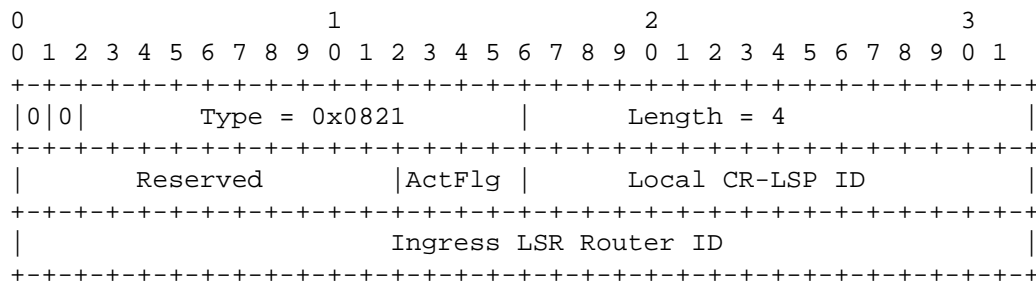 0                   1                   2                   3
0 1 2 3 4 5 6 7 8 9 0 1 2 3 4 5 6 7 8 9 0 1 2 3 4 5 6 7 8 9 0 1
+-+-+-+-+-+-+-+-+-+-+-+-+-+-+-+-+-+-+-+-+-+-+-+-+-+-+-+-+-+-+-+-+
|0|0|       Type = 0x0821       |      Length = 4               |
+-+-+-+-+-+-+-+-+-+-+-+-+-+-+-+-+-+-+-+-+-+-+-+-+-+-+-+-+-+-+-+-+
|       Reserved        |ActFlg |      Local CR-LSP ID          |
+-+-+-+-+-+-+-+-+-+-+-+-+-+-+-+-+-+-+-+-+-+-+-+-+-+-+-+-+-+-+-+-+
|                       Ingress LSR Router ID                   |
+-+-+-+-+-+-+-+-+-+-+-+-+-+-+-+-+-+-+-+-+-+-+-+-+-+-+-+-+-+-+-+-+